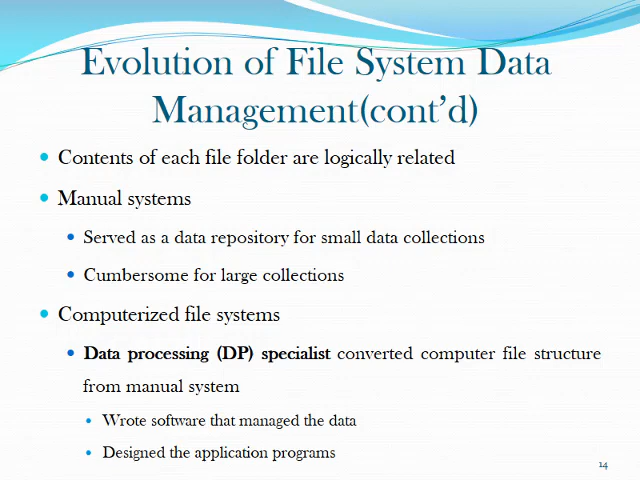 Evolution of File System Data
Management(cont’d)
Contents of each file folder are logically related
Manual systems
Served as a data repository for small data collections
Cumbersome for large collections
Computerized file systems
Data processing (DP) specialist converted computer file structure
from manual system
Wrote software that managed the data
Designed the application programs
14